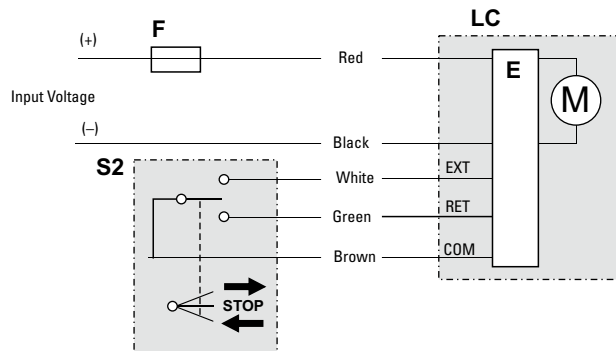 LC
F
(+)
Red
E
M
Input Voltage
(–)
Black
S2
White
EXT
Green
RET
Brown
COM
STOP